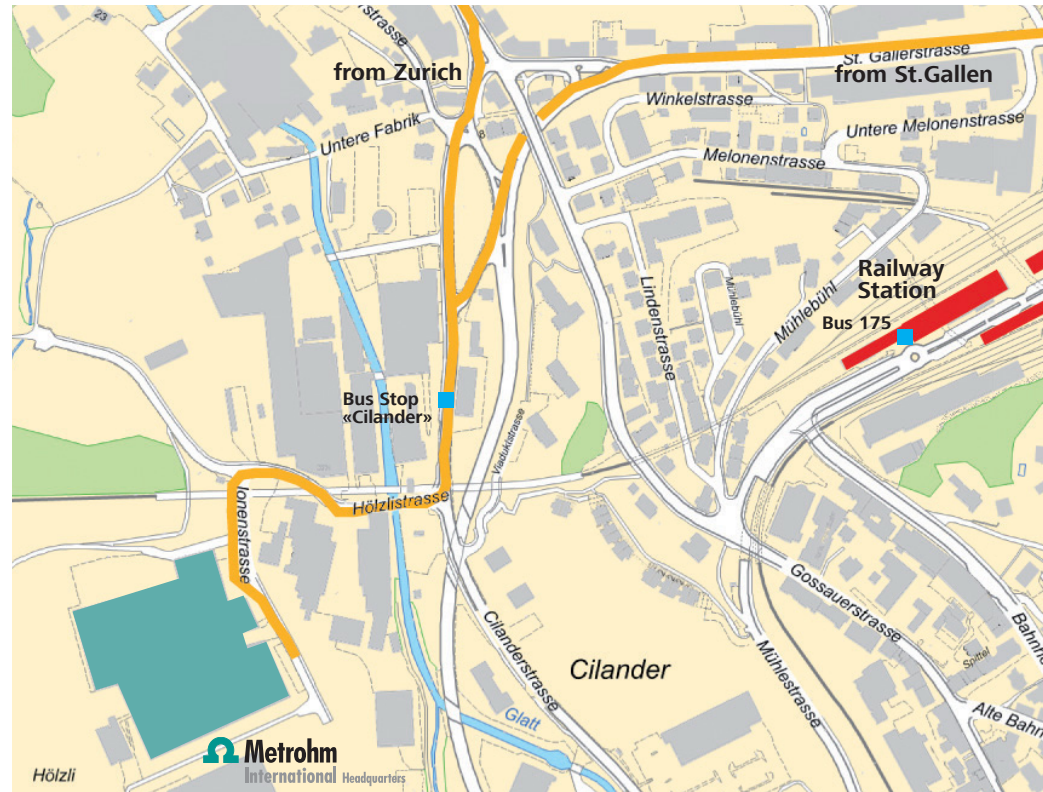 23
from Zurich
St. Gallerstrasse
from St.Gallen
Winkelstrasse
8
Untere Fabrik
Untere Melonenstrasse
Melonenstrasse
Railway
Station
Bus 175
Lindenstrasse
Mühlebühl
Mühlebühl
Bus Stop
«Cilander»
Viaduktstrasse
Hölzlistrasse
Ionenstrasse
Gossauerstrasse
Cilanderstrasse
Cilander
Mühlestrasse
Spittel
Bahnho
Alte Bahn
Glatt
Hölzli
Metrohm
International Headquarters